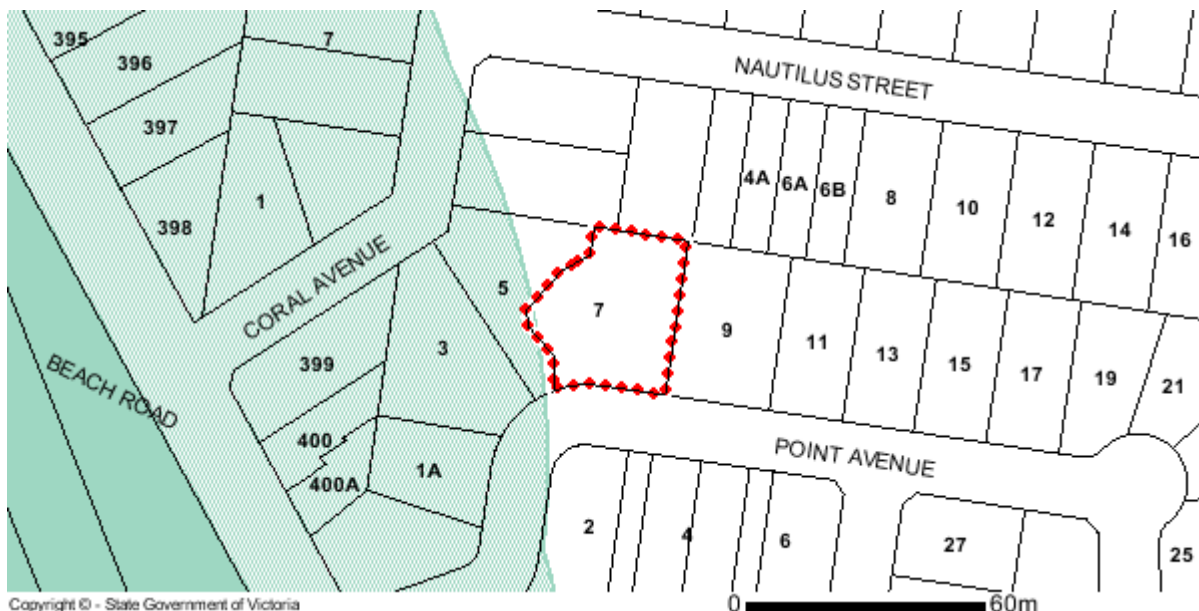 395
396
397
398
7
1
NAUTILUS STREET
4A
6A
6B
8
10
12
14
16
CORAL AVENUE
BEACH ROAD
5
7
9
11
13
15
17
19
21
3
399
400
400A
1A
POINT AVENUE
2
4
6
27
25
Copyright © - State Government of Victoria
0 60m